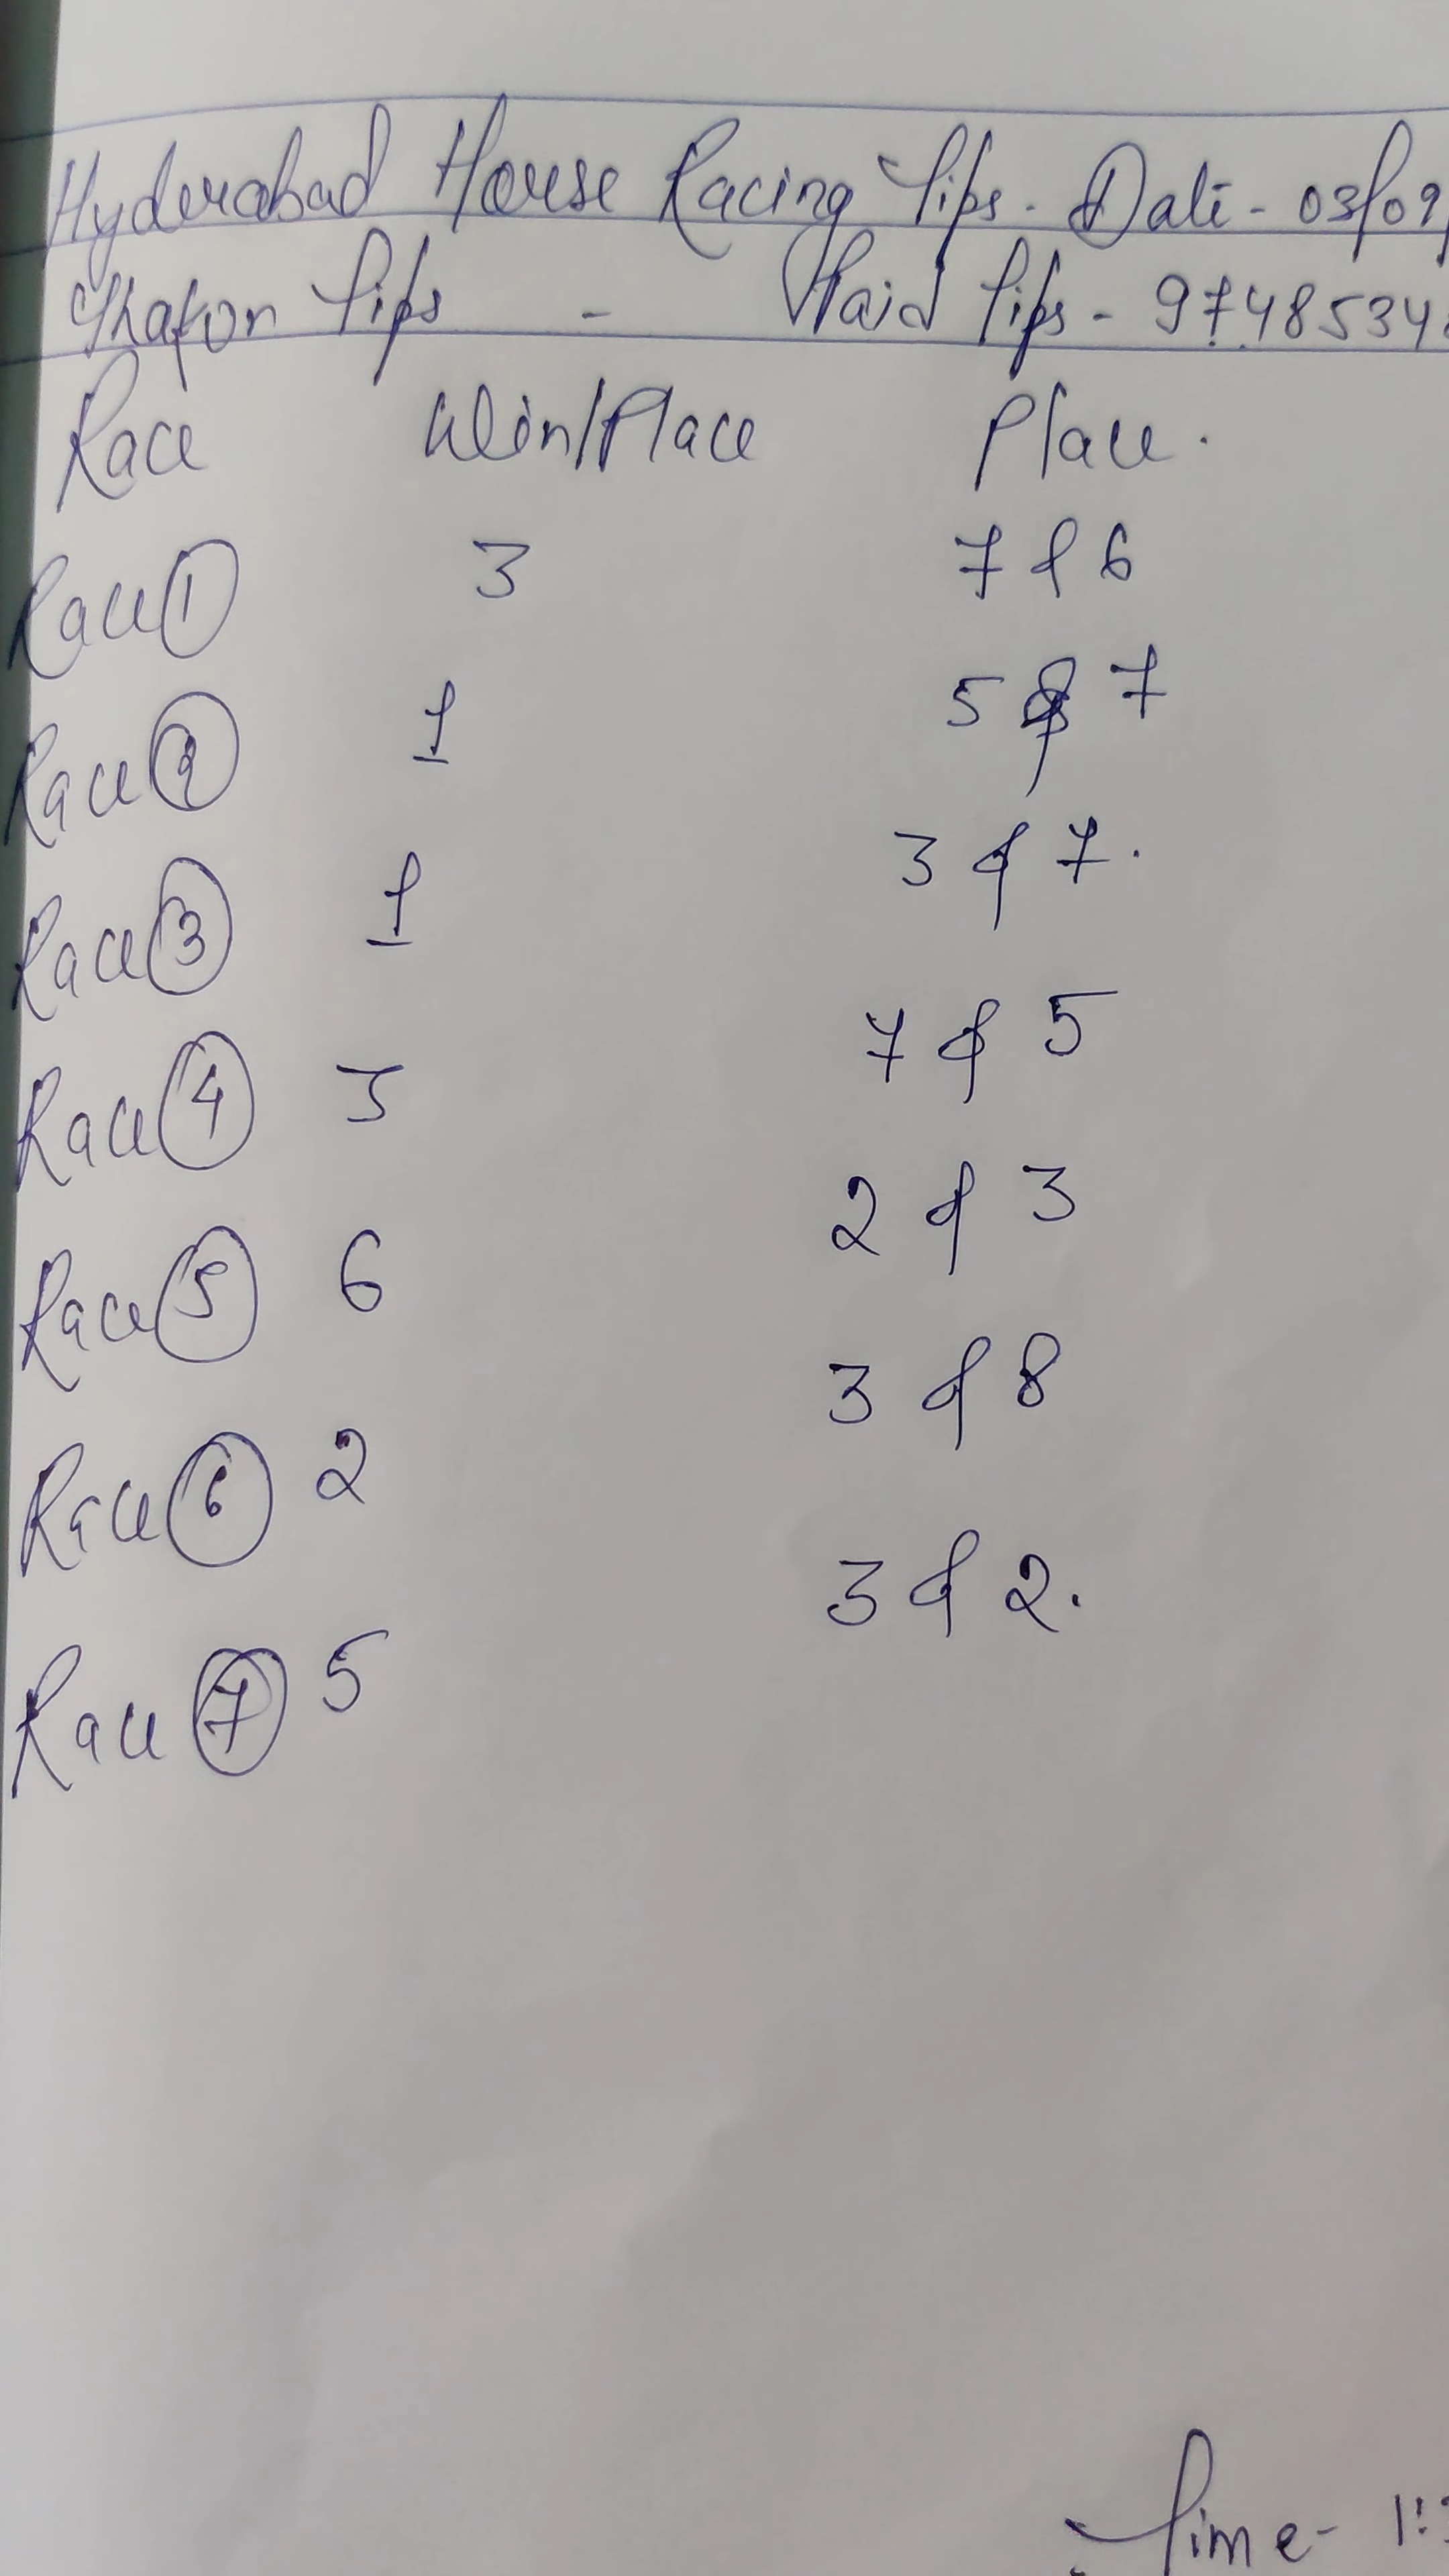 Hyderabad Horse Racing Tips. Date - 03/09/
Thakor Tips - Paid Tips - 97485348
Race Win/Place Place.
Race 1 3 7 & 6
Race 2 1 5 & 7
Race 3 1 3 & 7.
Race 4 3 7 & 5
Race 5 6 2 & 3
Race 6 2 3 & 8
Race 7 5 3 & 2.
Time - 1: